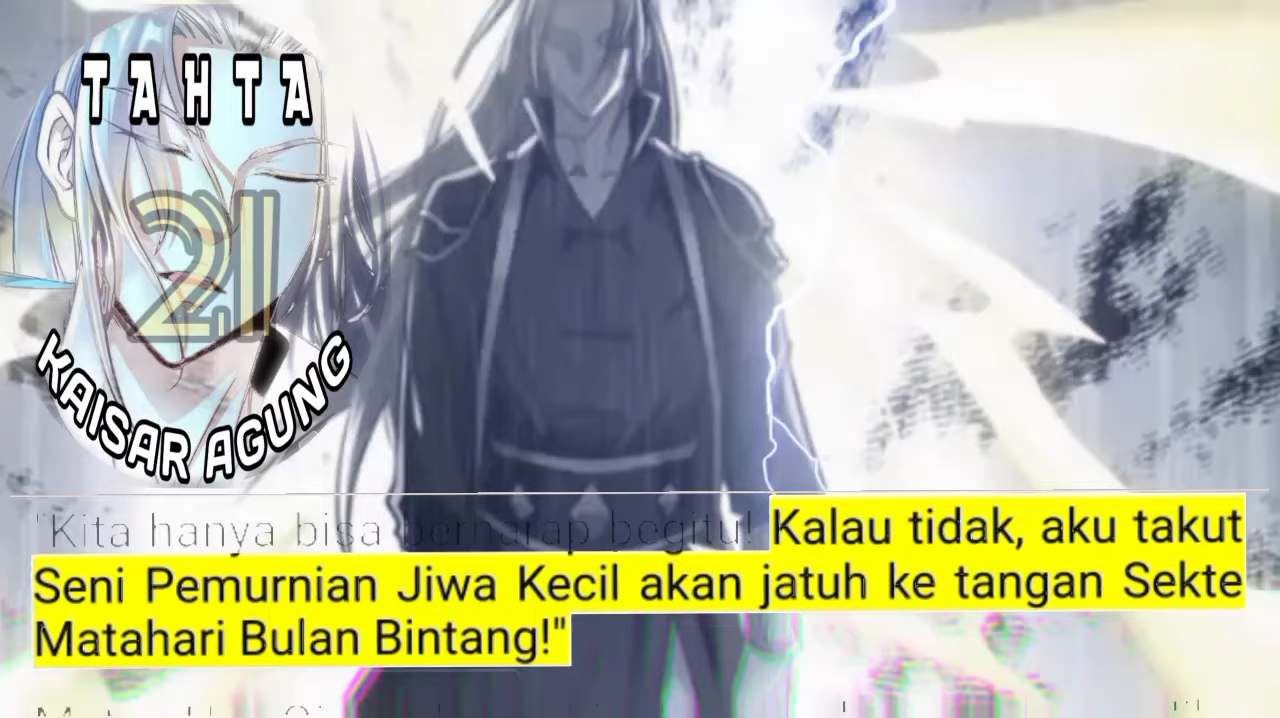 TAHTA
21
KAISAR AGUNG
"Kita hanya bisa berharap begitu! Kalau tidak, aku takut
Seni Pemurnian Jiwa Kecil akan jatuh ke tangan Sekte
Matahari Bulan Bintang!"